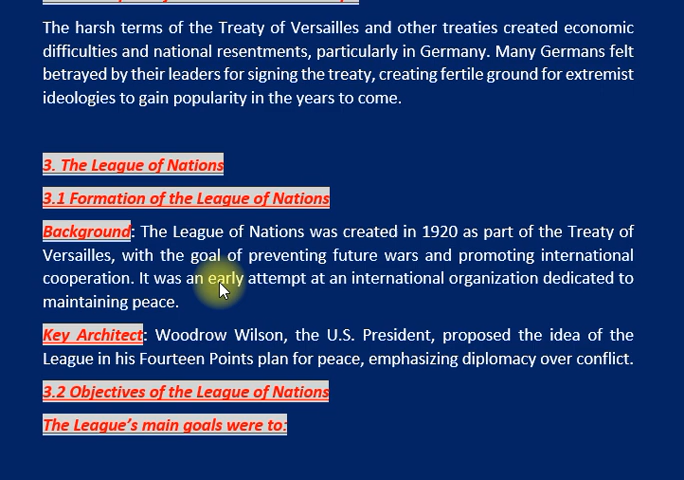 The harsh terms of the Treaty of Versailles and other treaties created economic
difficulties and national resentments, particularly in Germany. Many Germans felt
betrayed by their leaders for signing the treaty, creating fertile ground for extremist
ideologies to gain popularity in the years to come.
3. The League of Nations
3.1 Formation of the League of Nations
Background: The League of Nations was created in 1920 as part of the Treaty of
Versailles, with the goal of preventing future wars and promoting international
cooperation. It was an early attempt at an international organization dedicated to
maintaining peace.
Key Architect: Woodrow Wilson, the U.S. President, proposed the idea of the
League in his Fourteen Points plan for peace, emphasizing diplomacy over conflict.
3.2 Objectives of the League of Nations
The League’s main goals were to: